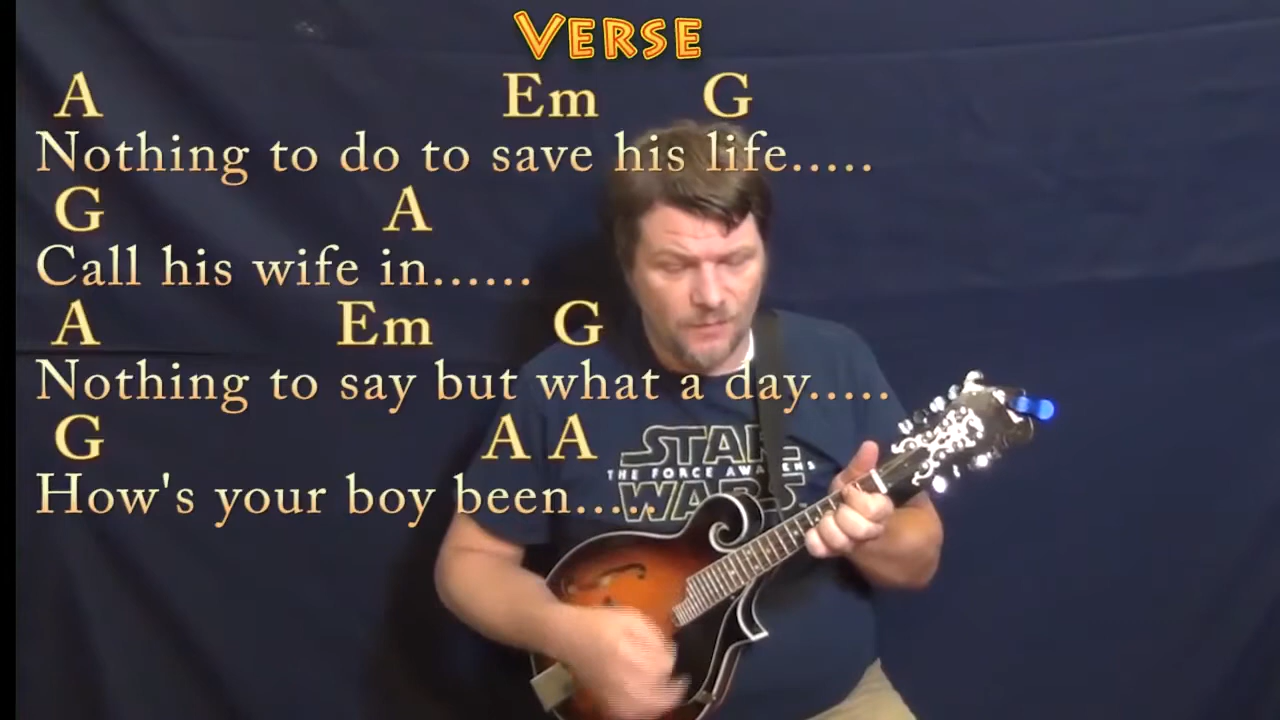 VERSE
A Em G
Nothing to do to save his life.....
G A
Call his wife in......
A Em G
Nothing to say but what a day.....
G A A
How's your boy been.....
STAR
THE FORCE AWAKENS
WARS